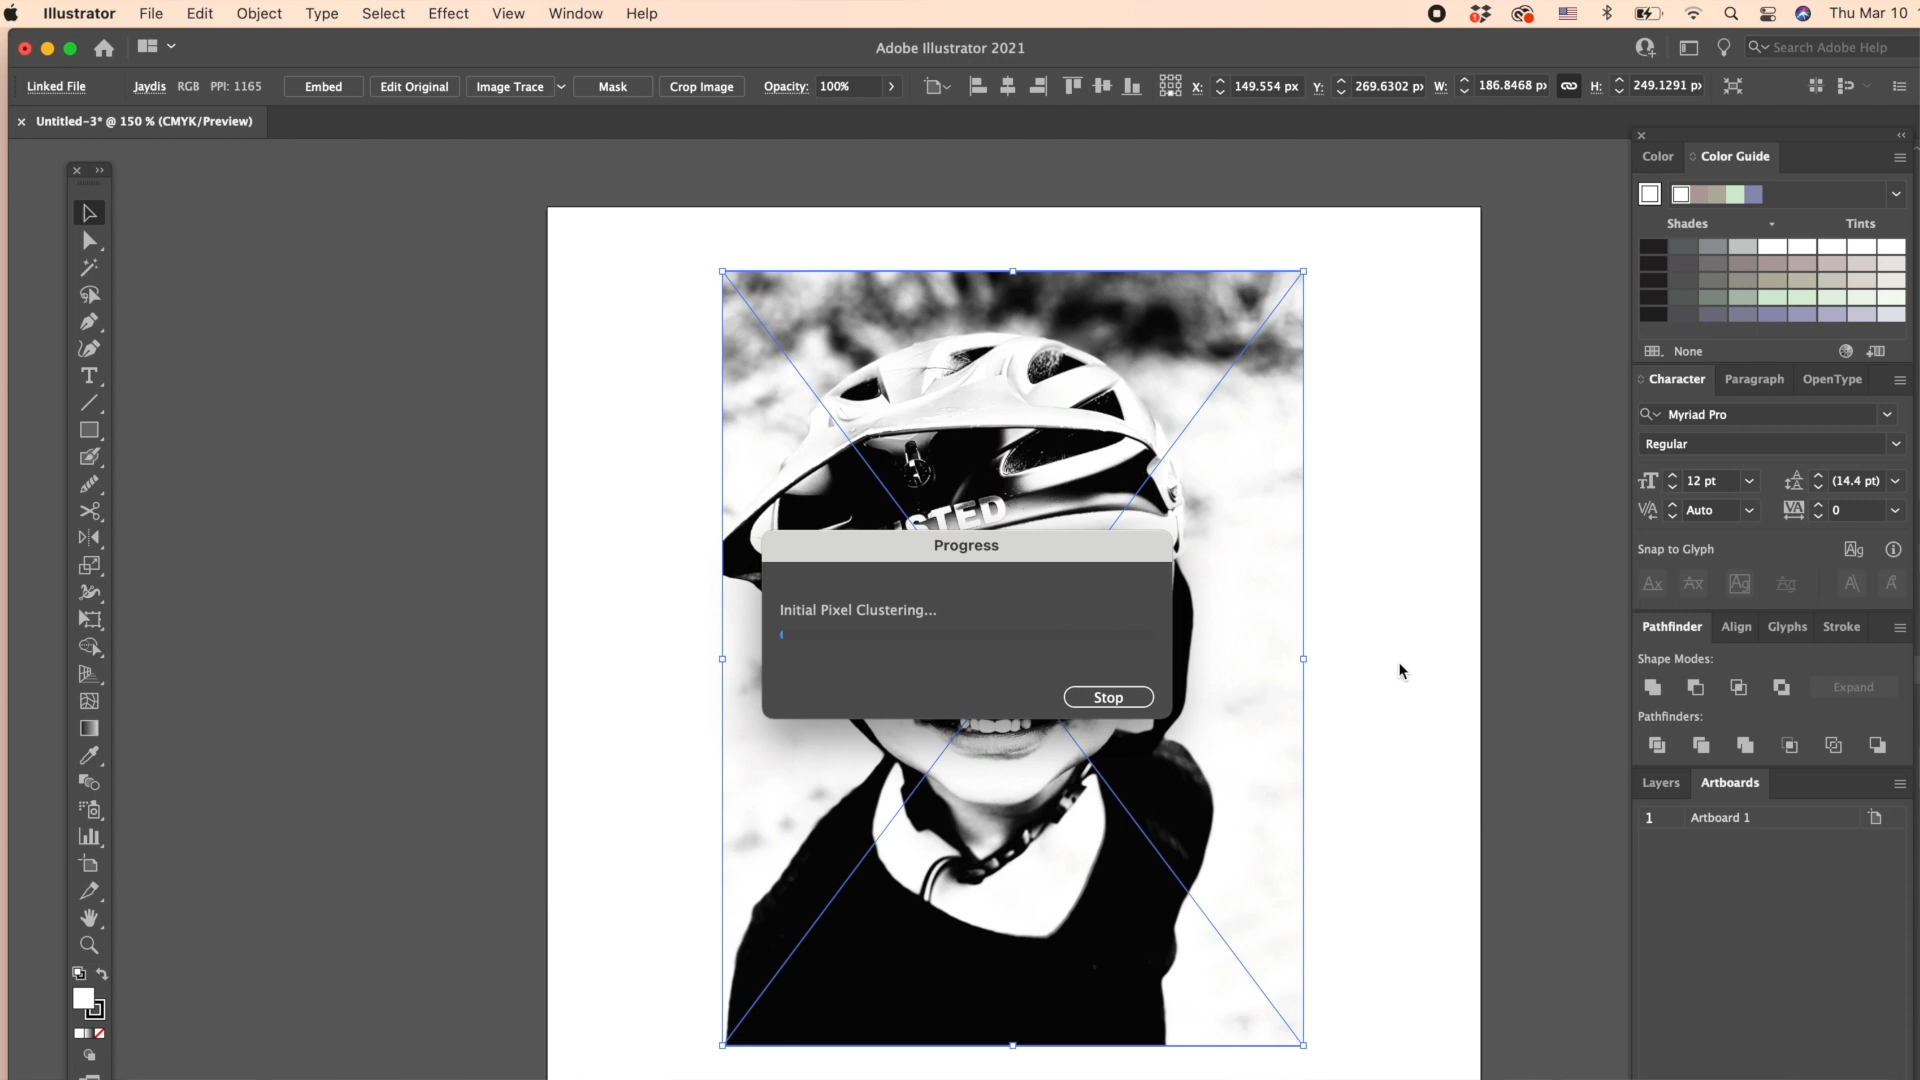 Illustrator File Edit Object Type Select Effect View Window Help Thu Mar 10
Adobe Illustrator 2021 Search Adobe Help
Linked File Jaydis RGB PPI: 1165 Embed Edit Original Image Trace Mask Crop Image Opacity: 100% X: 149.554 px Y: 269.6302 p W: 186.8468 p H: 249.1291 p
Untitled-3* @ 150 % (CMYK/Preview)
Color Color Guide
Shades Tints
None
Character Paragraph OpenType
Myriad Pro
Regular
12 pt (14.4 pt)
Auto 0
Snap to Glyph
STED
Progress
Initial Pixel Clustering...
Stop
Pathfinder Align Glyphs Stroke
Shape Modes:
Expand
Pathfinders:
Layers Artboards
1 Artboard 1